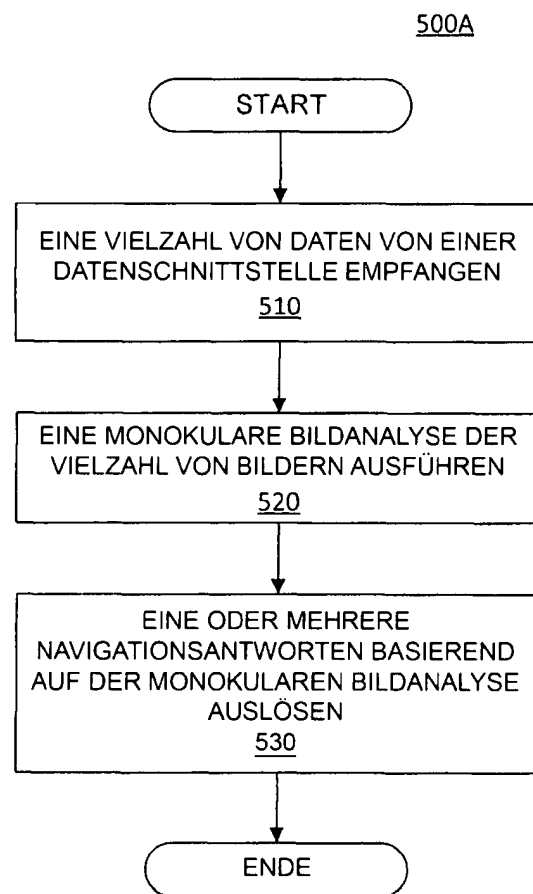 500A
START
EINE VIELZAHL VON DATEN VON EINER
DATENSCHNITTSTELLE EMPFANGEN
510
EINE MONOKULARE BILDANALYSE DER
VIELZAHL VON BILDERN AUSFÜHREN
520
EINE ODER MEHRERE
NAVIGATIONSANTWORTEN BASIEREND
AUF DER MONOKULAREN BILDANALYSE
AUSLÖSEN
530
ENDE